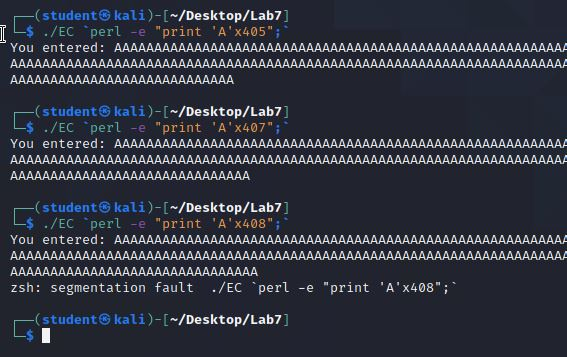 ┌──(student㉿kali)-[~/Desktop/Lab7]
└─$ ./EC `perl -e "print 'A'x405";`
You entered: AAAAAAAAAAAAAAAAAAAAAAAAAAAAAAAAAAAAAAAAAAAAAAAAAAAAAAAAA
AAAAAAAAAAAAAAAAAAAAAAAAAAAAAAAAAAAAAAAAAAAAAAAAAAAAAAAAAAAAAAAAAAAAAA
AAAAAAAAAAAAAAAAAAAAAAAAAAAA
┌──(student㉿kali)-[~/Desktop/Lab7]
└─$ ./EC `perl -e "print 'A'x407";`
You entered: AAAAAAAAAAAAAAAAAAAAAAAAAAAAAAAAAAAAAAAAAAAAAAAAAAAAAAAAA
AAAAAAAAAAAAAAAAAAAAAAAAAAAAAAAAAAAAAAAAAAAAAAAAAAAAAAAAAAAAAAAAAAAAAA
AAAAAAAAAAAAAAAAAAAAAAAAAAAAAA
┌──(student㉿kali)-[~/Desktop/Lab7]
└─$ ./EC `perl -e "print 'A'x408";`
You entered: AAAAAAAAAAAAAAAAAAAAAAAAAAAAAAAAAAAAAAAAAAAAAAAAAAAAAAAAA
AAAAAAAAAAAAAAAAAAAAAAAAAAAAAAAAAAAAAAAAAAAAAAAAAAAAAAAAAAAAAAAAAAAAAA
AAAAAAAAAAAAAAAAAAAAAAAAAAAAAAA
zsh: segmentation fault  ./EC `perl -e "print 'A'x408";`
┌──(student㉿kali)-[~/Desktop/Lab7]
└─$